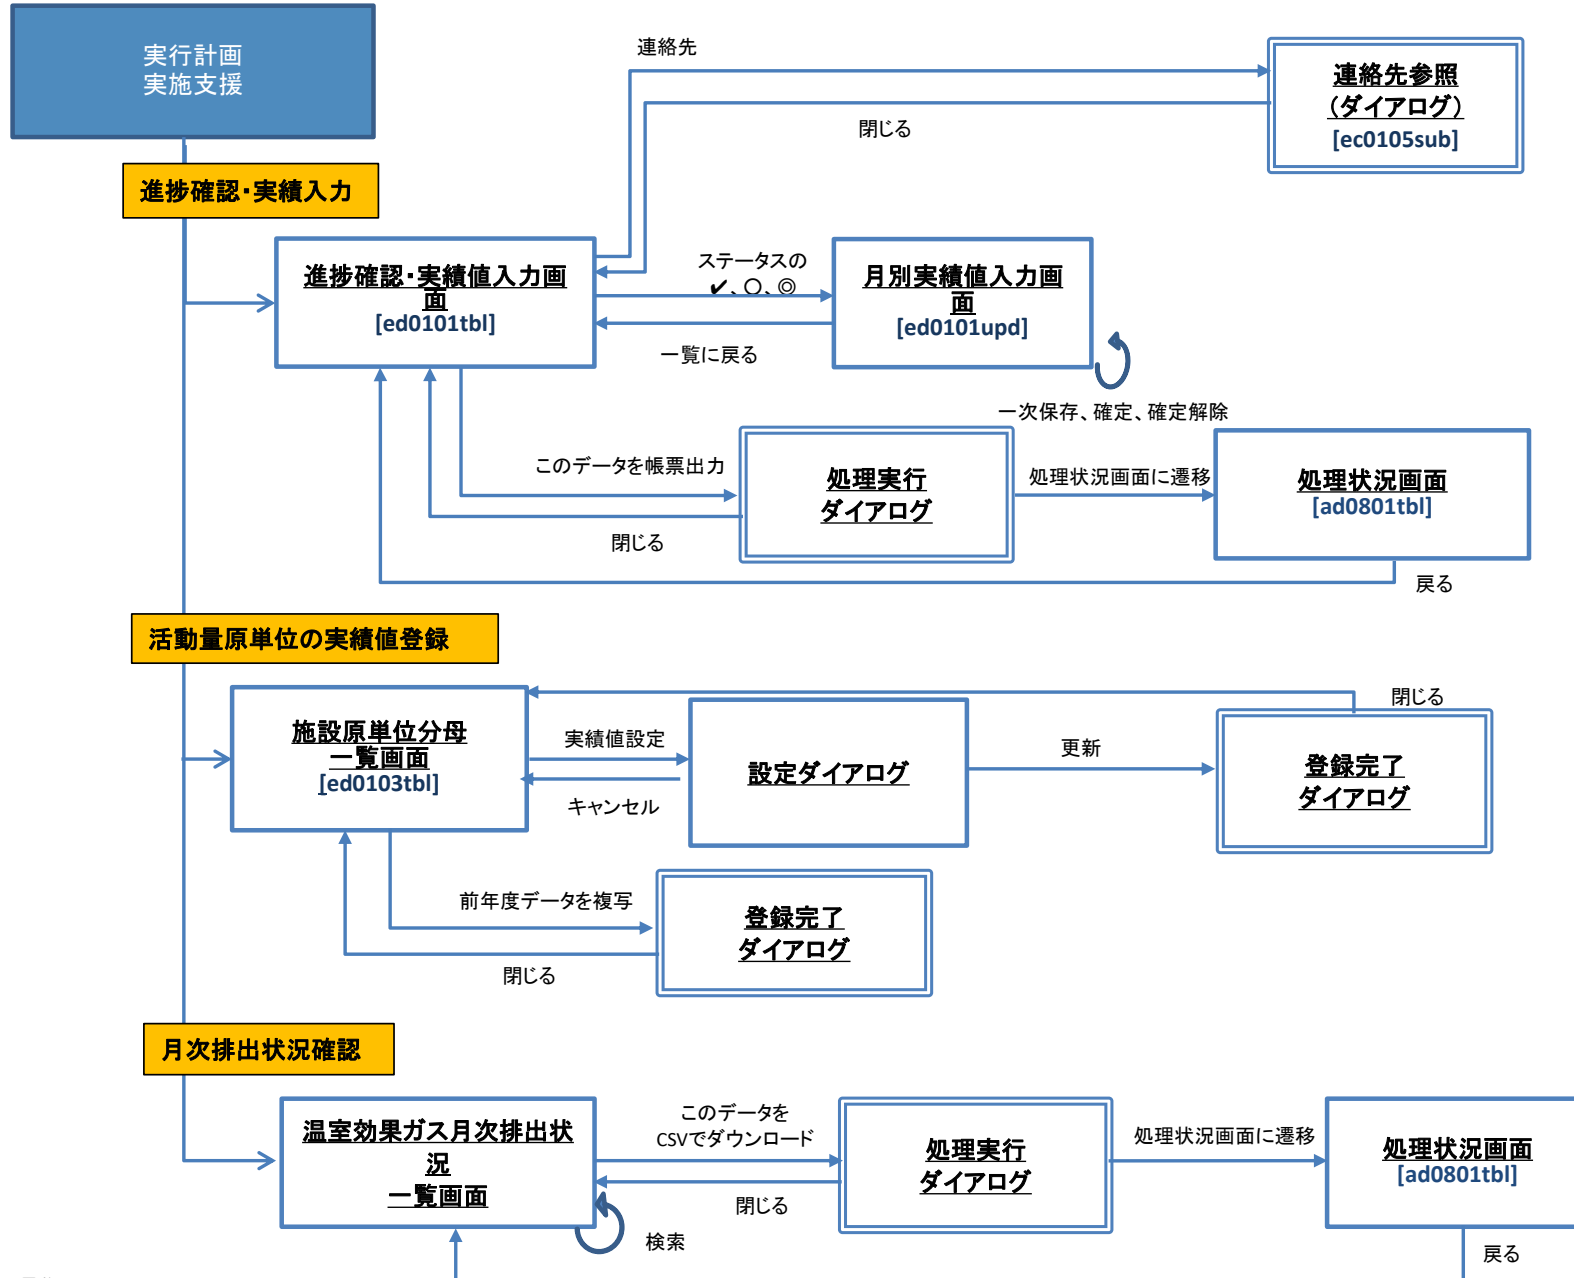 実行計画
実施支援
連絡先
連絡先参照
（ダイアログ）
[ec0105sub]
閉じる
進捗確認・実績入力
進捗確認・実績値入力画
面
[ed0101tbl]
ステータスの
✔、〇、◎
月別実績値入力画
面
[ed0101upd]
一覧に戻る
一次保存、確定、確定解除
このデータを帳票出力
処理実行
ダイアログ
処理状況画面に遷移
処理状況画面
[ad0801tbl]
閉じる
戻る
活動量原単位の実績値登録
閉じる
施設原単位分母
一覧画面
[ed0103tbl]
実績値設定
設定ダイアログ
更新
登録完了
ダイアログ
キャンセル
前年度データを複写
登録完了
ダイアログ
閉じる
月次排出状況確認
温室効果ガス月次排出状
況
一覧画面
このデータを
CSVでダウンロード
処理実行
ダイアログ
処理状況画面に遷移
処理状況画面
[ad0801tbl]
閉じる
検索
戻る